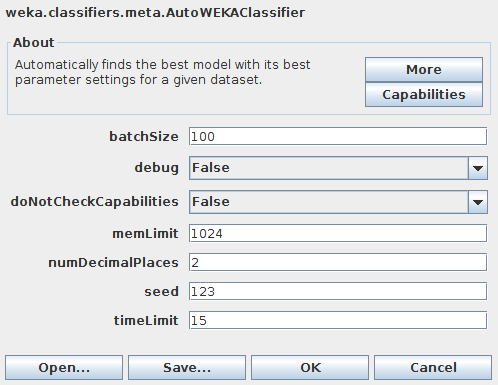 weka.classifiers.meta.AutoWEKAClassifier
About
Automatically finds the best model with its best
parameter settings for a given dataset.
More
Capabilities
batchSize 100
debug False
doNotCheckCapabilities False
memLimit 1024
numDecimalPlaces 2
seed 123
timeLimit 15
Open... Save... OK Cancel